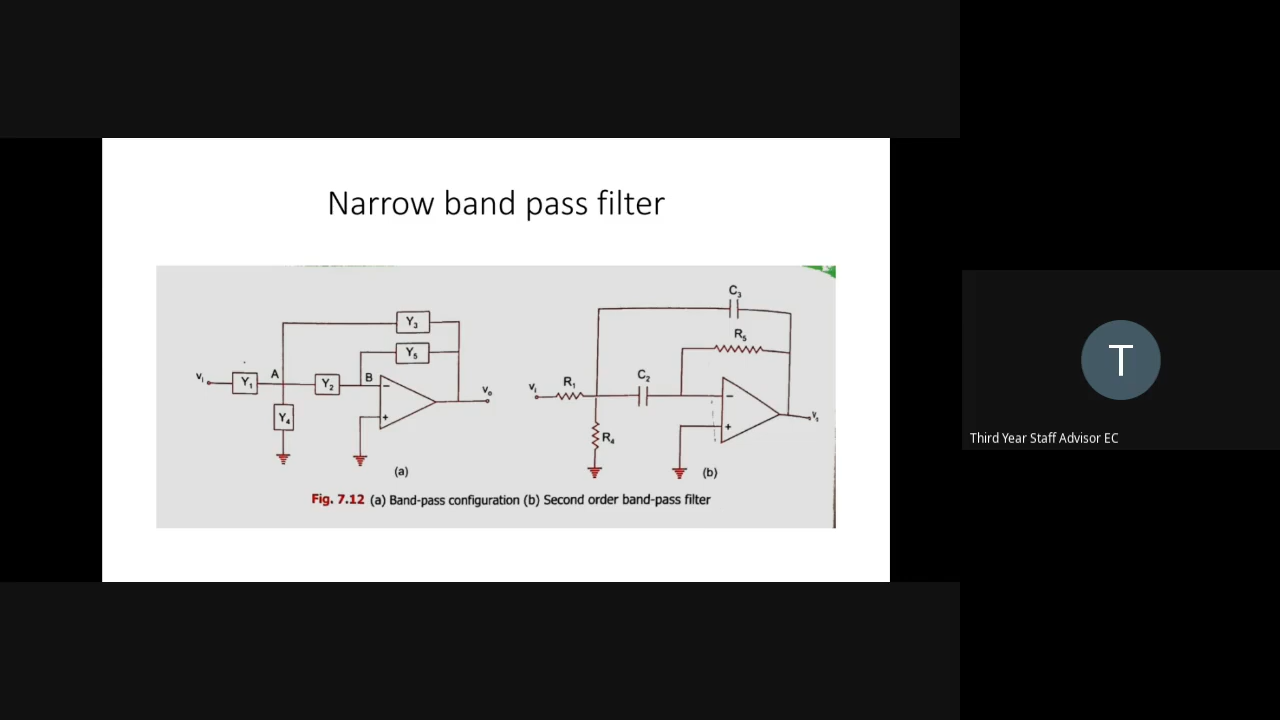 Narrow band pass filter
Y₃
Y₅
vᵢ
Y₁
A
Y₂
B
−
+
Y₄
vₒ
(a)
C₃
R₅
vᵢ
R₁
C₂
−
+
R₄
(b)
Fig. 7.12 (a) Band-pass configuration (b) Second order band-pass filter
T
Third Year Staff Advisor EC